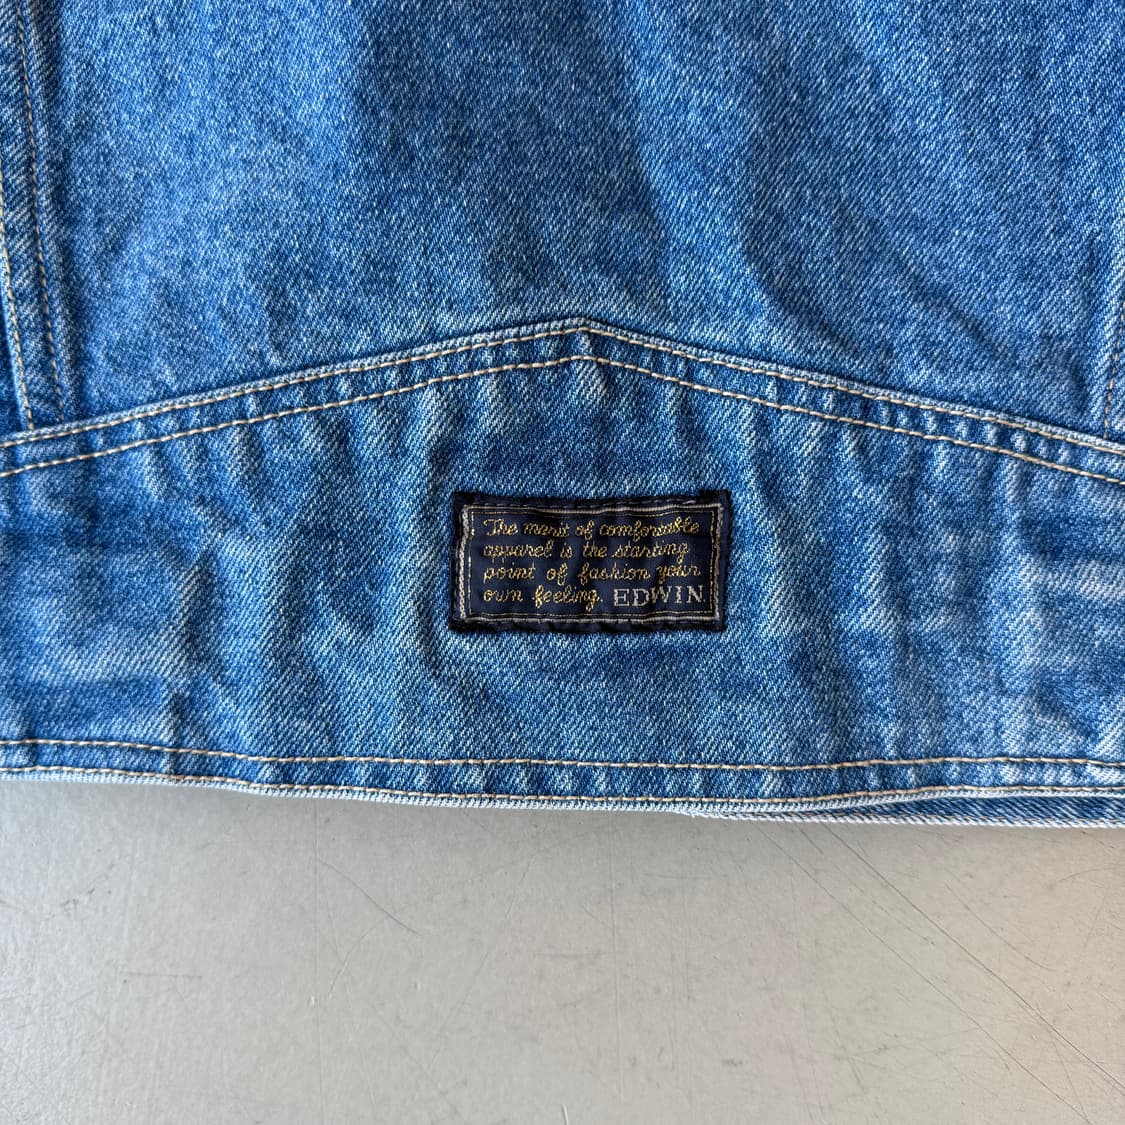 The merit of comfortable
apparel is the starting
point of fashion your
own feeling. EDWIN.